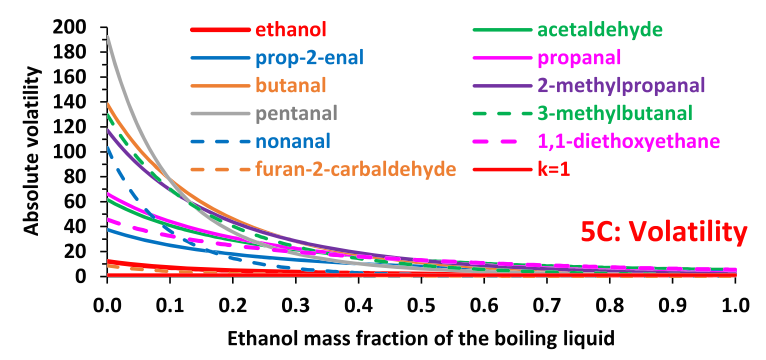 200
180
160
140
120
100
80
60
40
20
0
Absolute volatility
ethanol
acetaldehyde
prop-2-enal
propanal
butanal
2-methylpropanal
pentanal
3-methylbutanal
nonanal
1,1-diethoxyethane
furan-2-carbaldehyde
k=1
5C: Volatility
0.0 0.1 0.2 0.3 0.4 0.5 0.6 0.7 0.8 0.9 1.0
Ethanol mass fraction of the boiling liquid